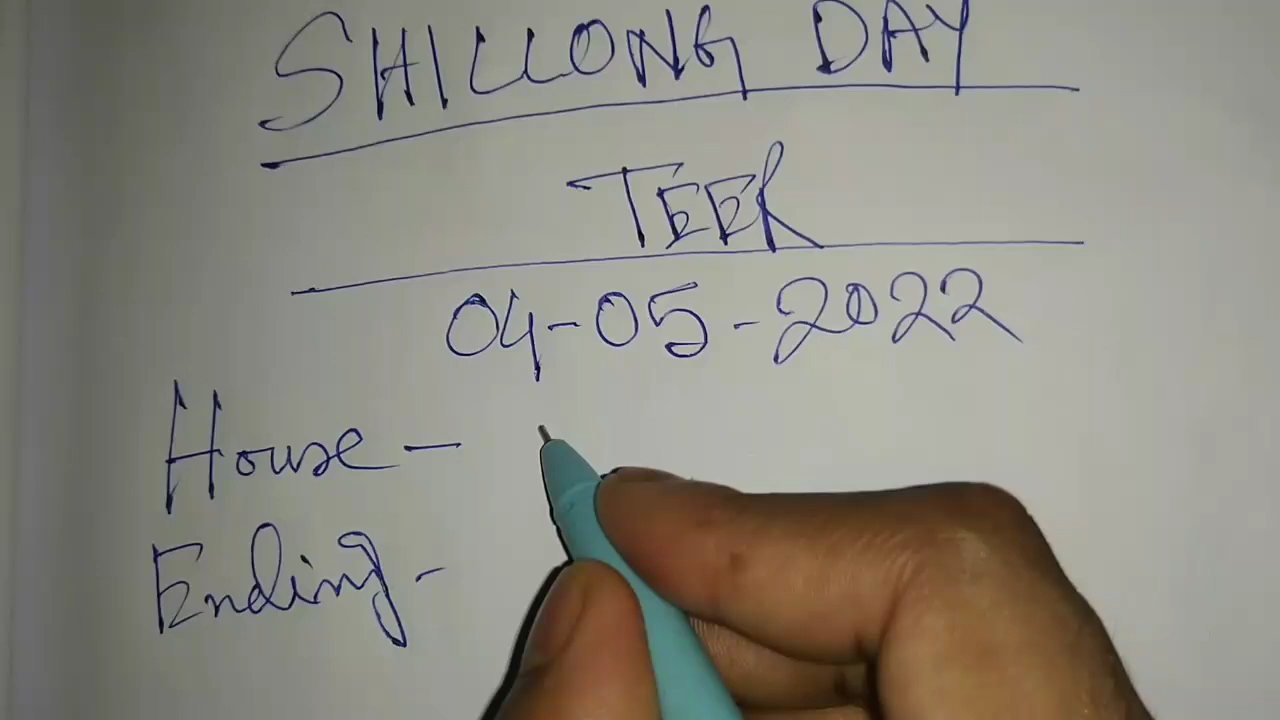 SHILLONG DAY
TEER
04-05-2022
House -
Ending -